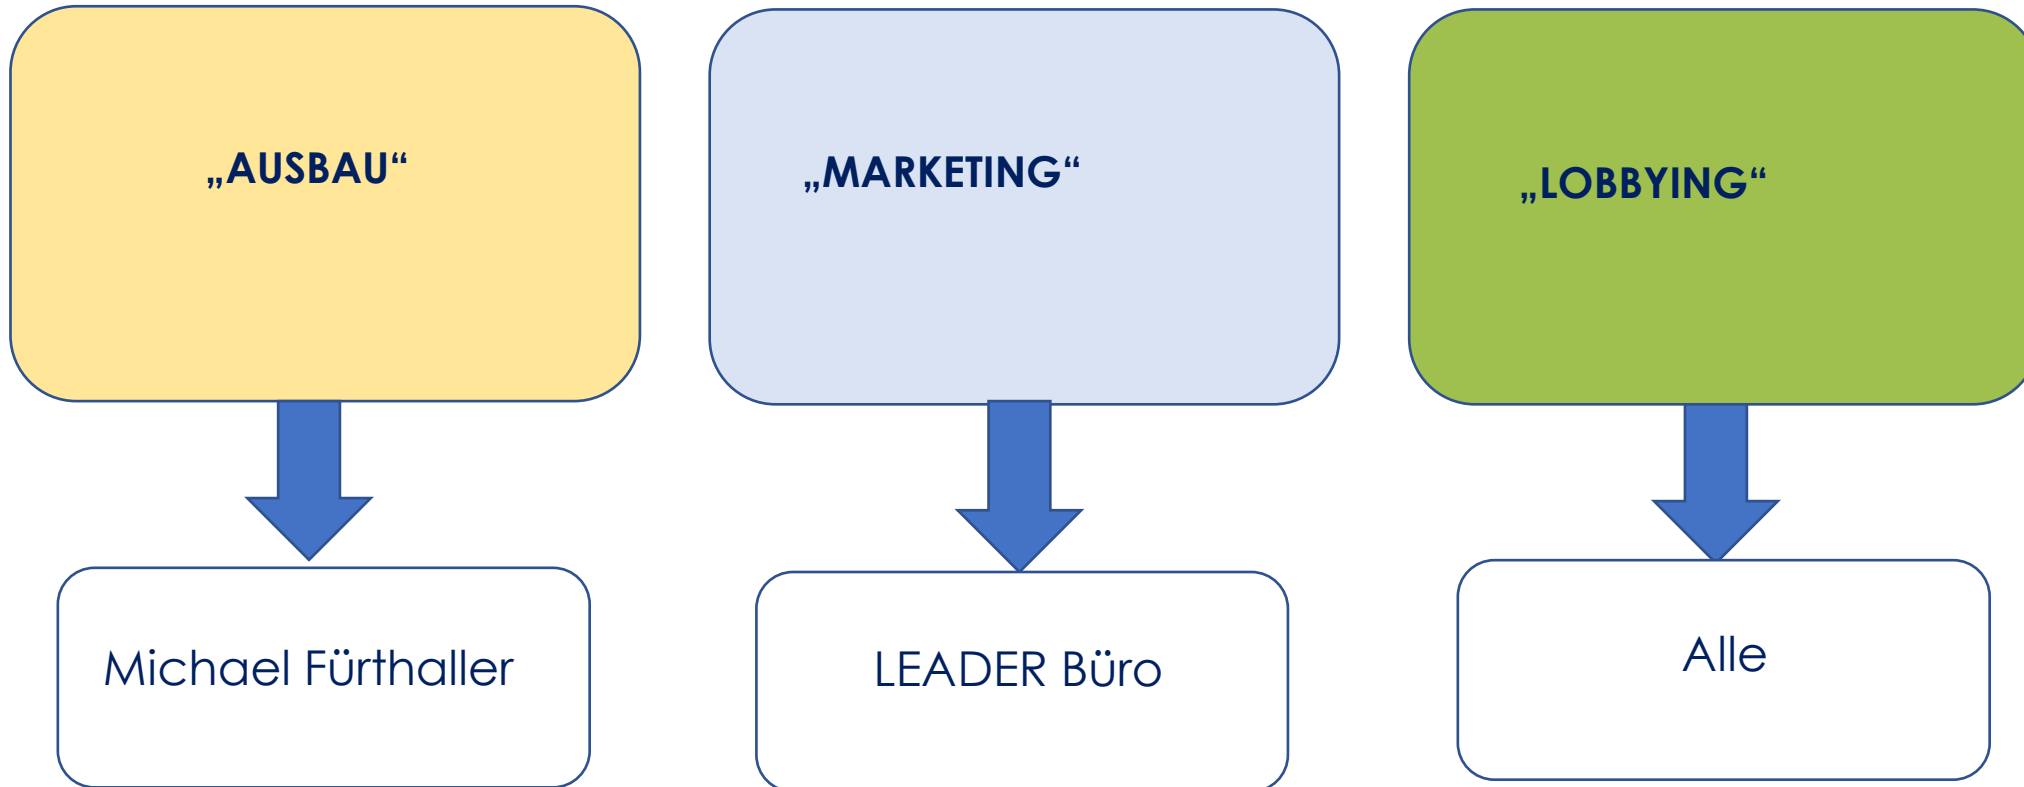 „AUSBAU“
„MARKETING“
„LOBBYING“
Michael Fürthaller
LEADER Büro
Alle